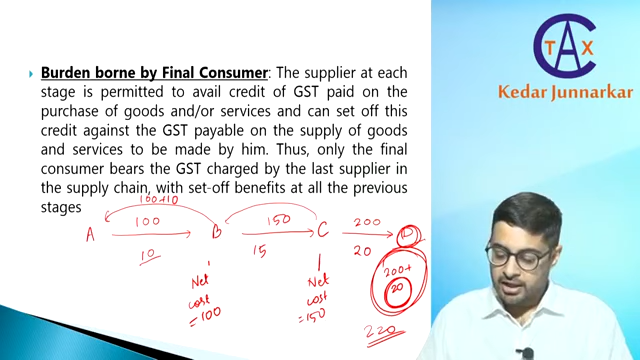 Burden borne by Final Consumer: The supplier at each
stage is permitted to avail credit of GST paid on the
purchase of goods and/or services and can set off this
credit against the GST payable on the supply of goods
and services to be made by him. Thus, only the final
consumer bears the GST charged by the last supplier in
the supply chain, with set-off benefits at all the previous
stages
CA
TAX
Kedar Junnarkar
100+10
A 100 B 150 C 200 D
10 15 20
Net cost =100
Net cost =150
200+
20
220